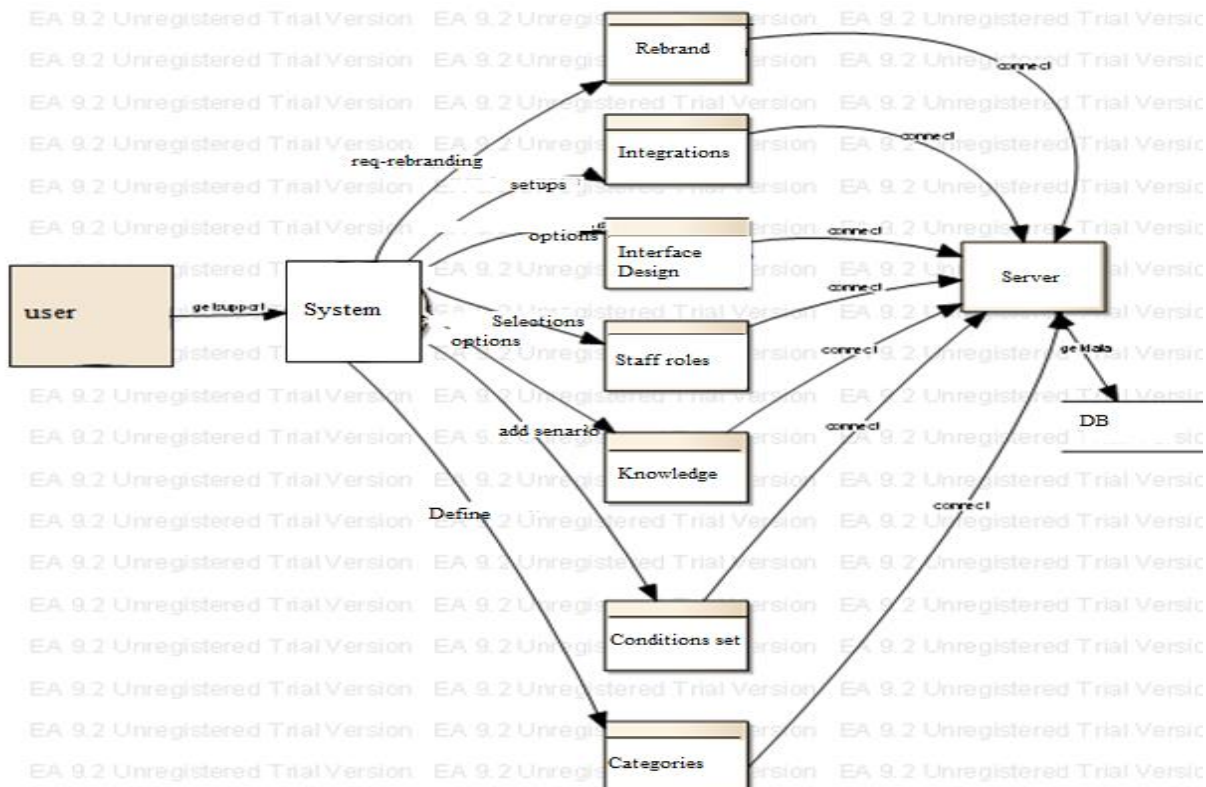 EA 9.2 Unregistered Trial Version
Rebrand
connect
req-rebranding
Integrations
connect
setups
options
Interface
Design
connect
Server
user
getsupport
System
Selections
options
Staff roles
connect
connect
getdata
DB
add senario
Knowledge
connect
Define
connect
Conditions set
Categories